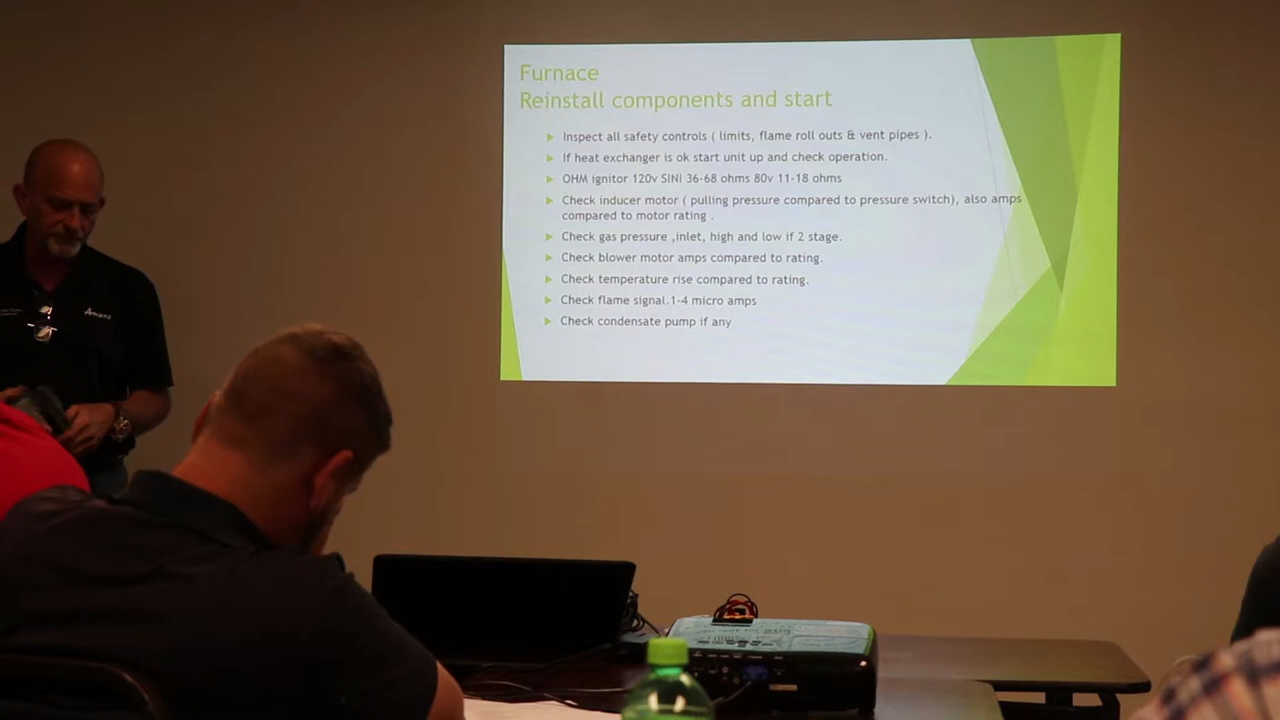 Furnace
Reinstall components and start
Inspect all safety controls ( limits, flame roll outs & vent pipes ).
If heat exchanger is ok start unit up and check operation.
OHM ignitor 120v SINI 36-68 ohms 80v 11-18 ohms
Check inducer motor ( pulling pressure compared to pressure switch), also amps
compared to motor rating .
Check gas pressure ,inlet, high and low if 2 stage.
Check blower motor amps compared to rating.
Check temperature rise compared to rating.
Check flame signal.1-4 micro amps
Check condensate pump if any
Amana